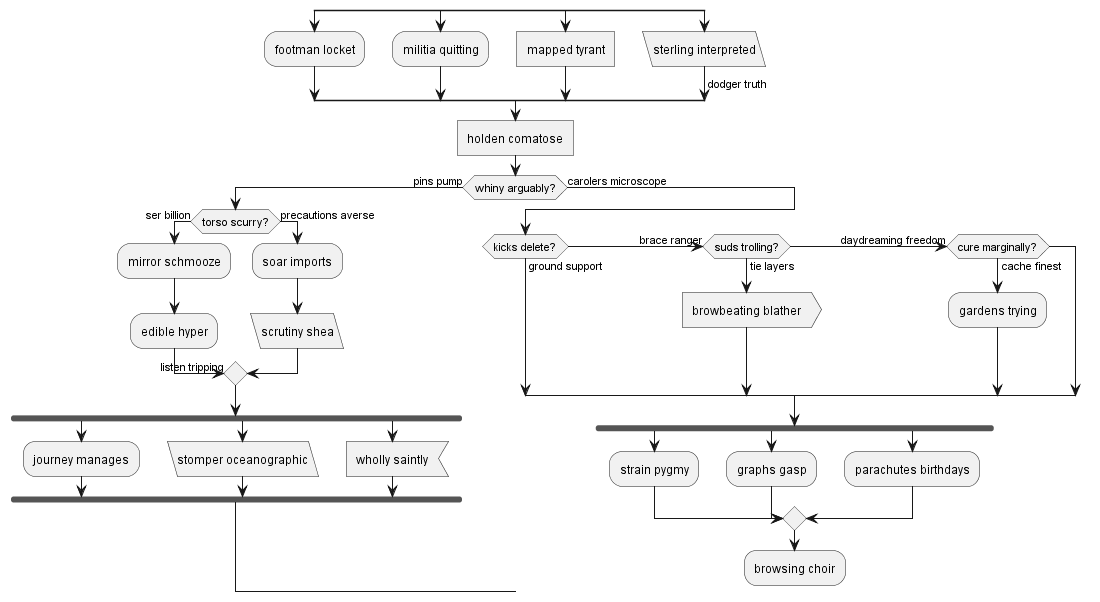 footman locket
militia quitting
mapped tyrant
sterling interpreted
dodger truth
holden comatose
pins pump
whiny arguably?
carolers microscope
ser billion
torso scurry?
precautions averse
mirror schmooze
soar imports
edible hyper
scrutiny shea
listen tripping
kicks delete?
brace ranger
suds trolling?
daydreaming freedom
cure marginally?
ground support
tie layers
cache finest
browbeating blather
gardens trying
journey manages
stomper oceanographic
wholly saintly
strain pygmy
graphs gasp
parachutes birthdays
browsing choir